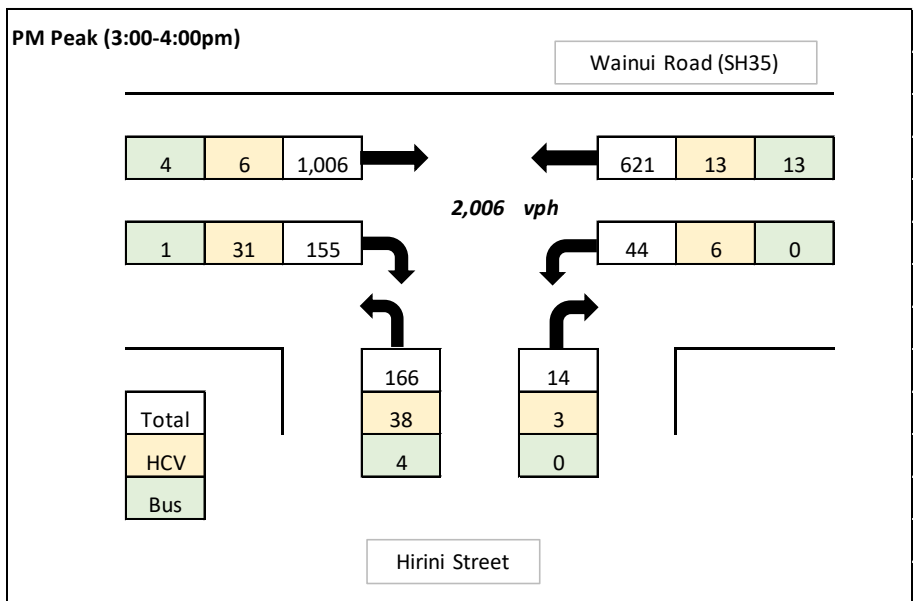 PM Peak (3:00-4:00pm)
Wainui Road (SH35)
4 6 1,006 621 13 13
2,006 vph
1 31 155 44 6 0
166 14
Total 38 3
HCV 4 0
Bus
Hirini Street